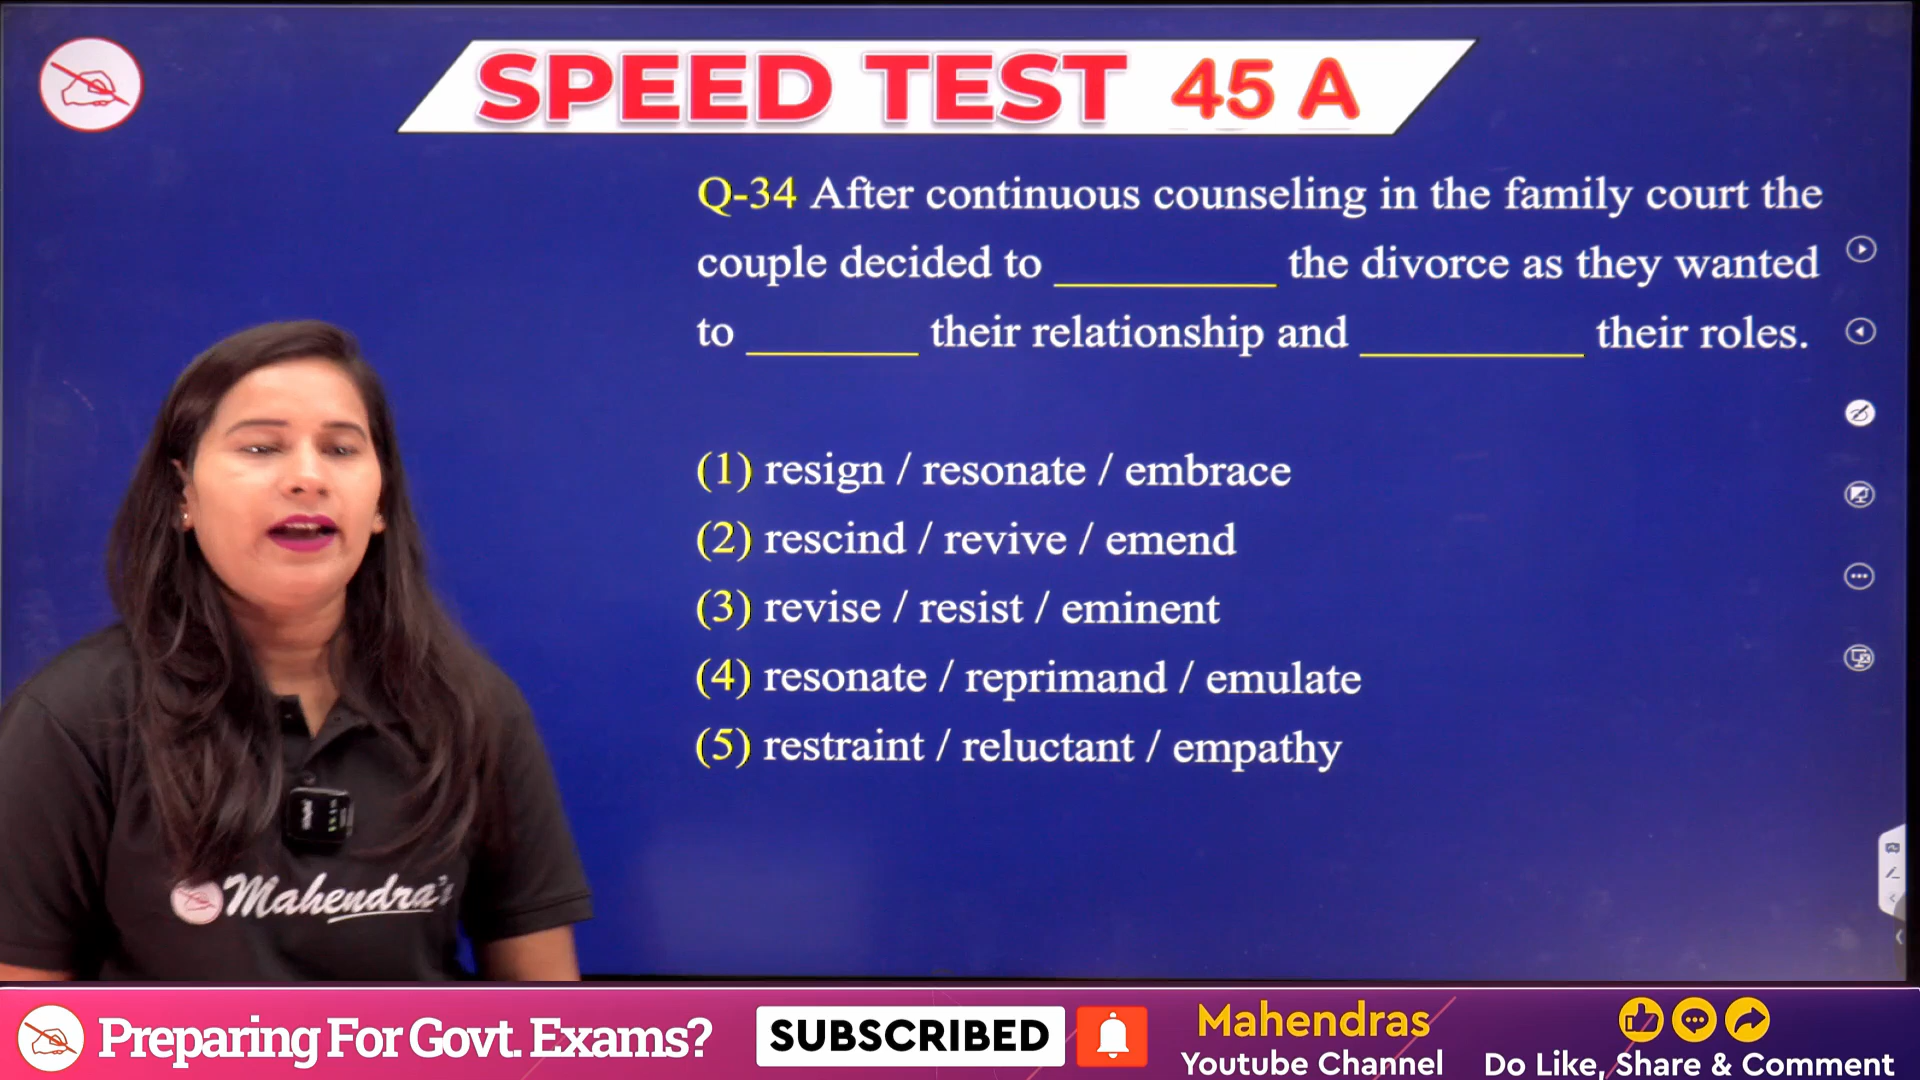 SPEED TEST 45 A
Q-34 After continuous counseling in the family court the
couple decided to __________ the divorce as they wanted
to ________ their relationship and __________ their roles.
(1) resign / resonate / embrace
(2) rescind / revive / emend
(3) revise / resist / eminent
(4) resonate / reprimand / emulate
(5) restraint / reluctant / empathy
Mahendra's
Preparing For Govt. Exams?
SUBSCRIBED
Mahendras
Youtube Channel
Do Like, Share & Comment